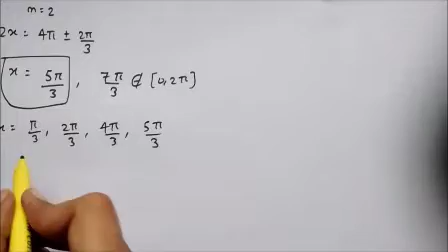 n = 2
2x = 4π ± 2π/3
x = 5π/3 , 7π/3 ∉ [0, 2π]
x = π/3 , 2π/3 , 4π/3 , 5π/3